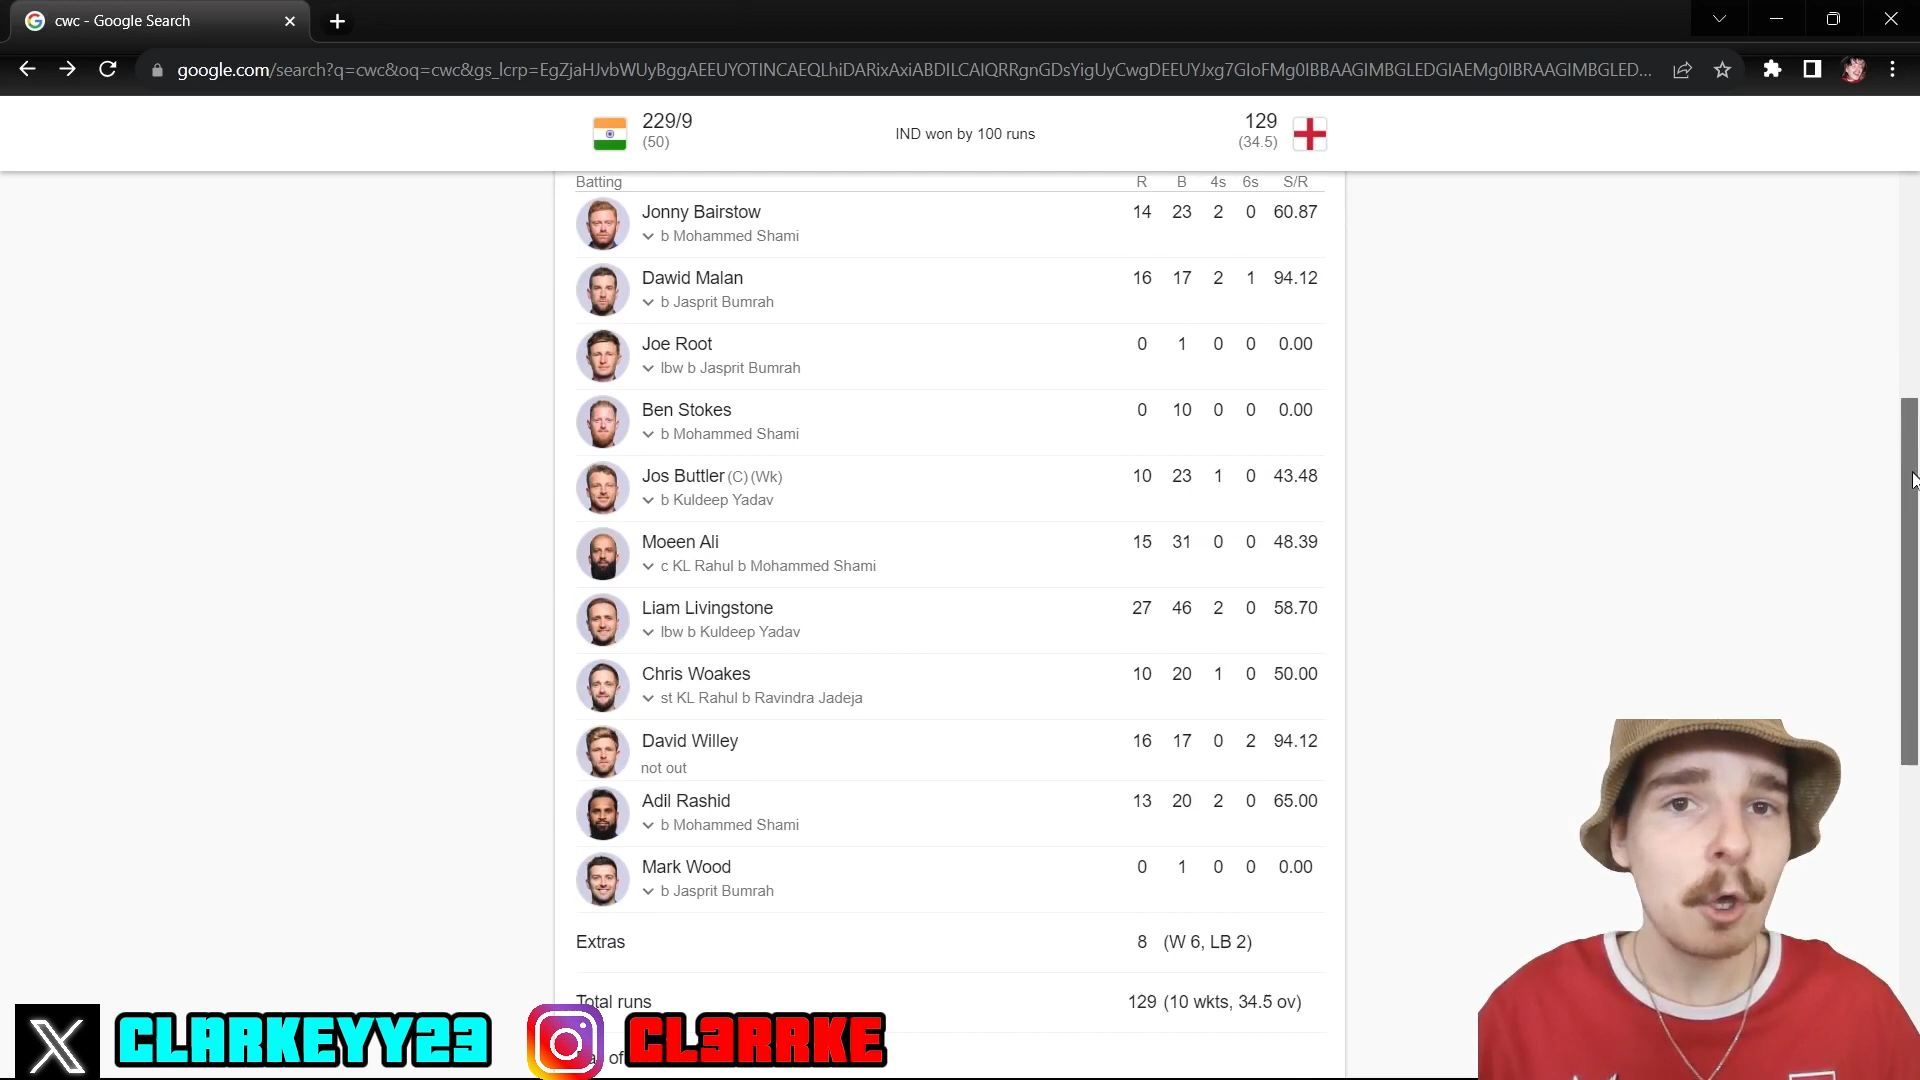 cwc - Google Search
google.com/search?q=cwc&oq=cwc&gs_lcrp=EgZjaHJvbWUyBggAEEUYOTINCAEQLhiDARixAxiABDILCAIQRRgnGDsYigUyCwgDEEUYJxg7GIoFMg0IBBAAGIMBGLEDGIAEMg0IBRAAGIMBGLED...
229/9
(50)
IND won by 100 runs
129
(34.5)
Batting R B 4s 6s S/R
Jonny Bairstow 14 23 2 0 60.87
b Mohammed Shami
Dawid Malan 16 17 2 1 94.12
b Jasprit Bumrah
Joe Root 0 1 0 0 0.00
lbw b Jasprit Bumrah
Ben Stokes 0 10 0 0 0.00
b Mohammed Shami
Jos Buttler (C) (Wk) 10 23 1 0 43.48
b Kuldeep Yadav
Moeen Ali 15 31 0 0 48.39
c KL Rahul b Mohammed Shami
Liam Livingstone 27 46 2 0 58.70
lbw b Kuldeep Yadav
Chris Woakes 10 20 1 0 50.00
st KL Rahul b Ravindra Jadeja
David Willey 16 17 0 2 94.12
not out
Adil Rashid 13 20 2 0 65.00
b Mohammed Shami
Mark Wood 0 1 0 0 0.00
b Jasprit Bumrah
Extras 8 (W 6, LB 2)
Total runs 129 (10 wkts, 34.5 ov)
CLARKEYY23
CL3RRKE
of